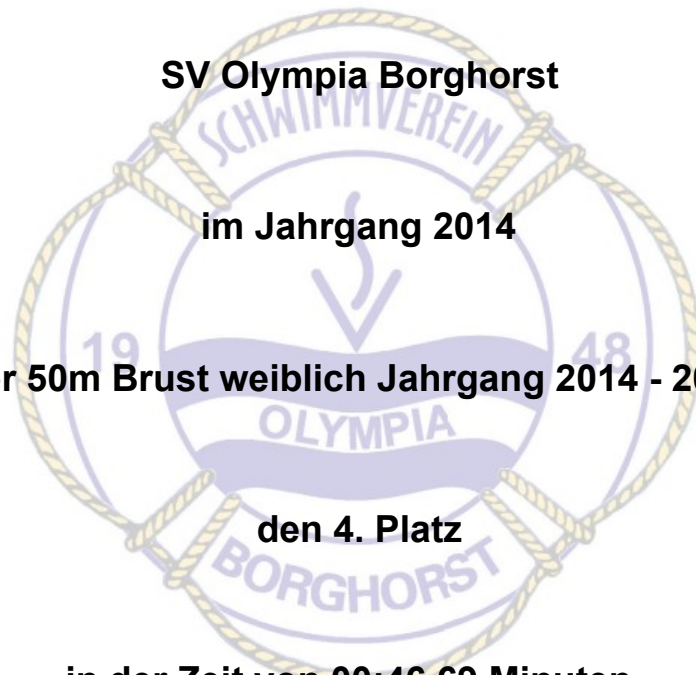 SV Olympia Borghorst
SCHWIMMVEREIN
im Jahrgang 2014
19 48
50m Brust weiblich Jahrgang 2014 -
OLYMPIA
den 4. Platz
BORGHORST
in der Zeit von 00:46,69 Minuten